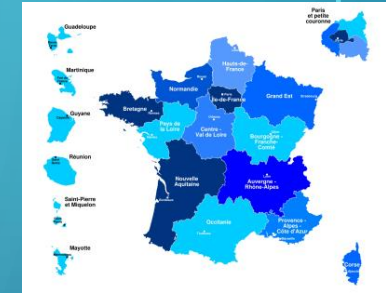 Guadeloupe
Martinique
Guyane
Réunion
Saint-Pierre
et Miquelon
Mayotte
Paris
et petite
couronne
Hauts-de-
France
Normandie
Île-de-France
Grand Est
Bretagne
Pays de
la Loire
Centre -
Val de Loire
Bourgogne -
Franche-
Comté
Nouvelle
Aquitaine
Auvergne -
Rhône-Alpes
Occitanie
Provence -
Alpes -
Côte d'Azur
Corse